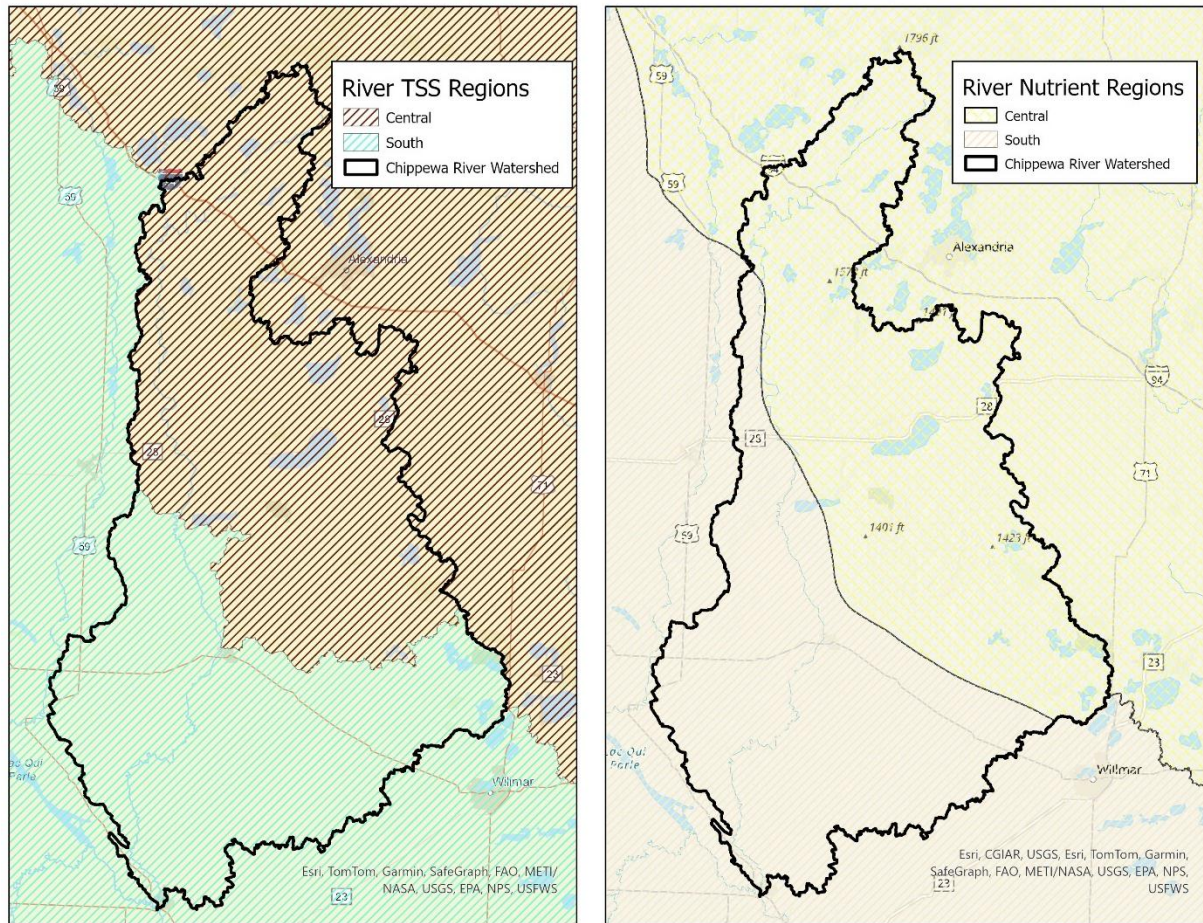 River TSS Regions
Central
South
Chippewa River Watershed
59
59
Alexandria
28
28
71
59
23
Willmar
23
Esri, TomTom, Garmin, SafeGraph, FAO, METI/
NASA, USGS, EPA, NPS, USFWS
1796 ft
River Nutrient Regions
Central
South
Chippewa River Watershed
59
94
59
Alexandria
94
28
28
71
59
1401 ft
1423 ft
23
Willmar
23
Esri, CGIAR, USGS, Esri, TomTom, Garmin,
SafeGraph, FAO, METI/NASA, USGS, EPA, NPS,
USFWS